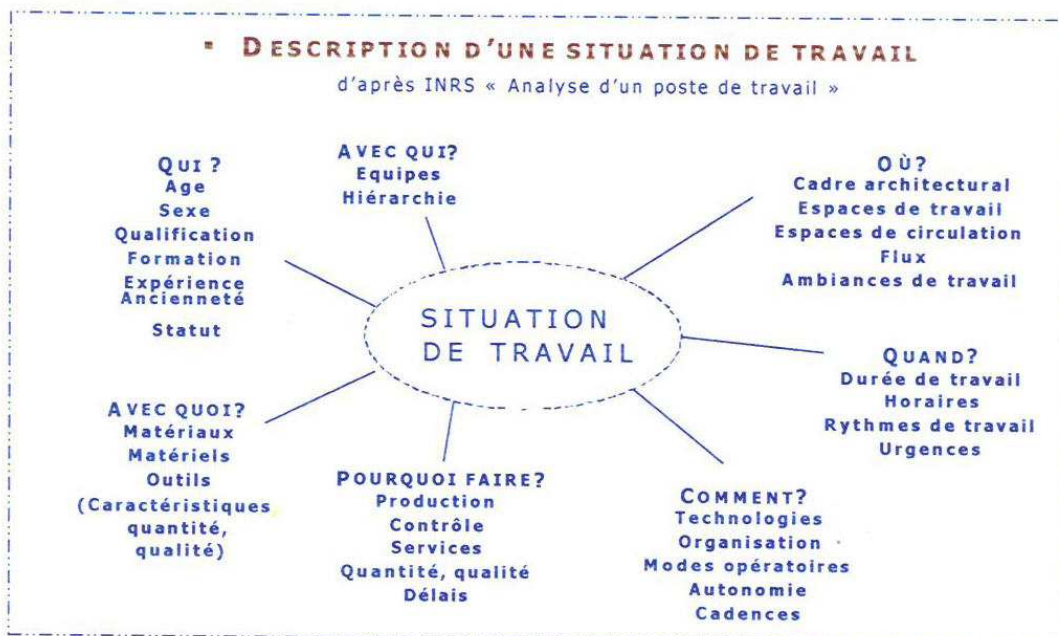 ▪ DESCRIPTION D'UNE SITUATION DE TRAVAIL
d'après INRS « Analyse d'un poste de travail »
QUI ?
Age
Sexe
Qualification
Formation
Expérience
Ancienneté
Statut
AVEC QUI?
Equipes
Hiérarchie
OÙ?
Cadre architectural
Espaces de travail
Espaces de circulation
Flux
Ambiances de travail
SITUATION
DE TRAVAIL
QUAND?
Durée de travail
Horaires
Rythmes de travail
Urgences
AVEC QUOI?
Matériaux
Matériels
Outils
(Caractéristiques
quantité,
qualité)
POURQUOI FAIRE?
Production
Contrôle
Services
Quantité, qualité
Délais
COMMENT?
Technologies
Organisation
Modes opératoires
Autonomie
Cadences